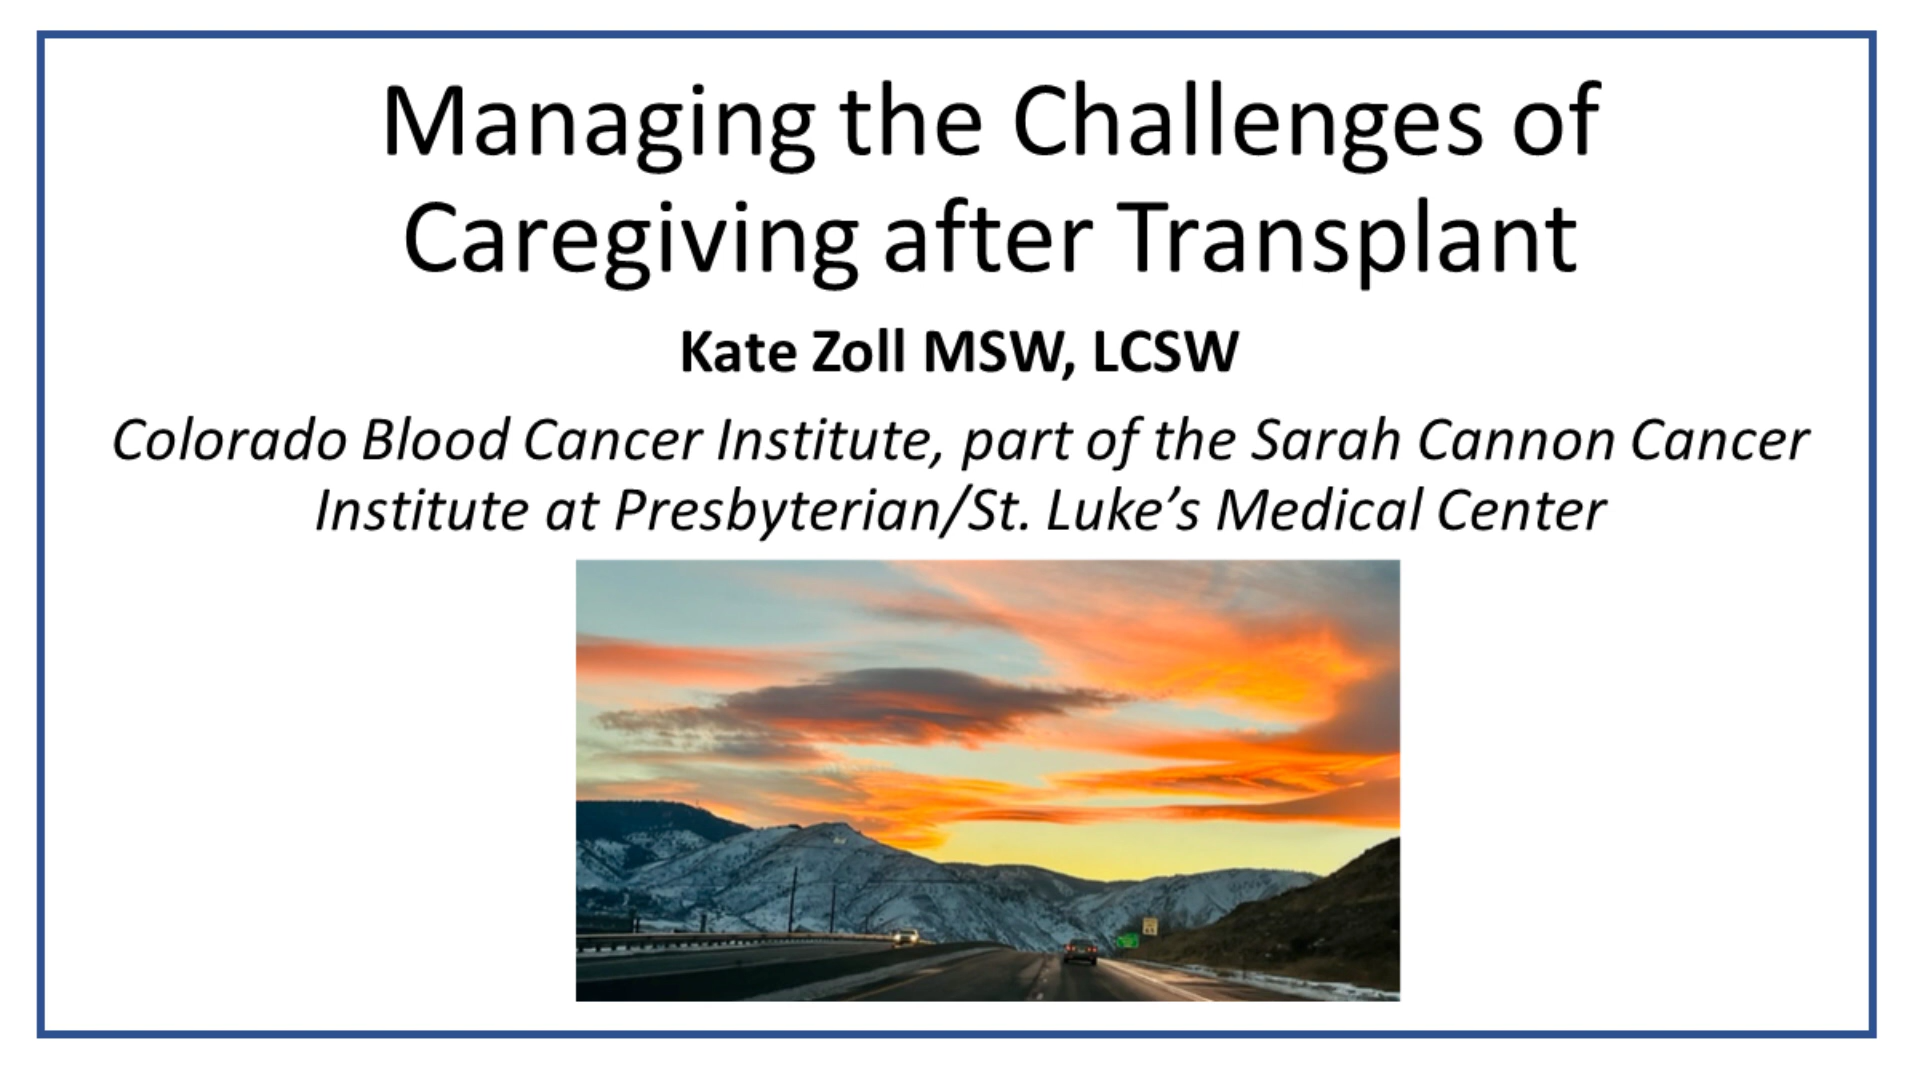 Managing the Challenges of
Caregiving after Transplant
Kate Zoll MSW, LCSW
Colorado Blood Cancer Institute, part of the Sarah Cannon Cancer
Institute at Presbyterian/St. Luke’s Medical Center